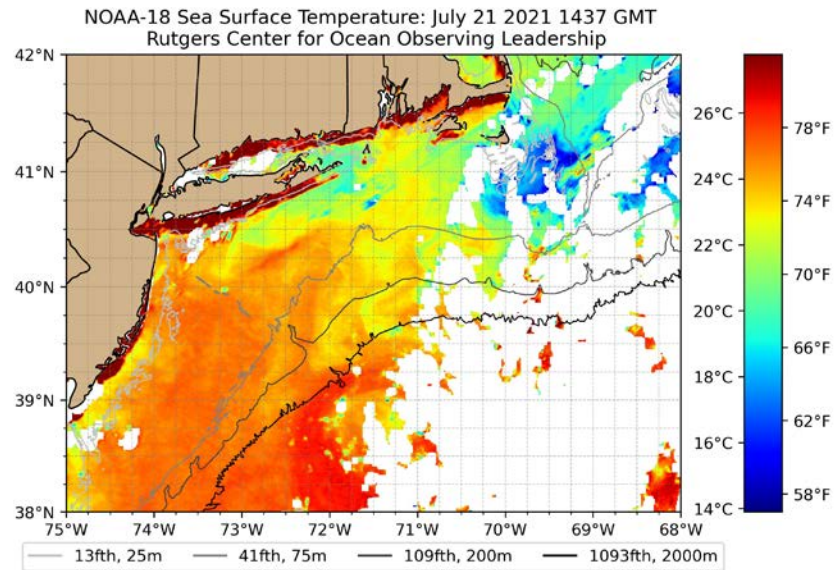 NOAA-18 Sea Surface Temperature: July 21 2021 1437 GMT
Rutgers Center for Ocean Observing Leadership
42°N
41°N
40°N
39°N
38°N
75°W 74°W 73°W 72°W 71°W 70°W 69°W 68°W
26°C
24°C
22°C
20°C
18°C
16°C
14°C
78°F
74°F
70°F
66°F
62°F
58°F
13fth, 25m 41fth, 75m 109fth, 200m 1093fth, 2000m